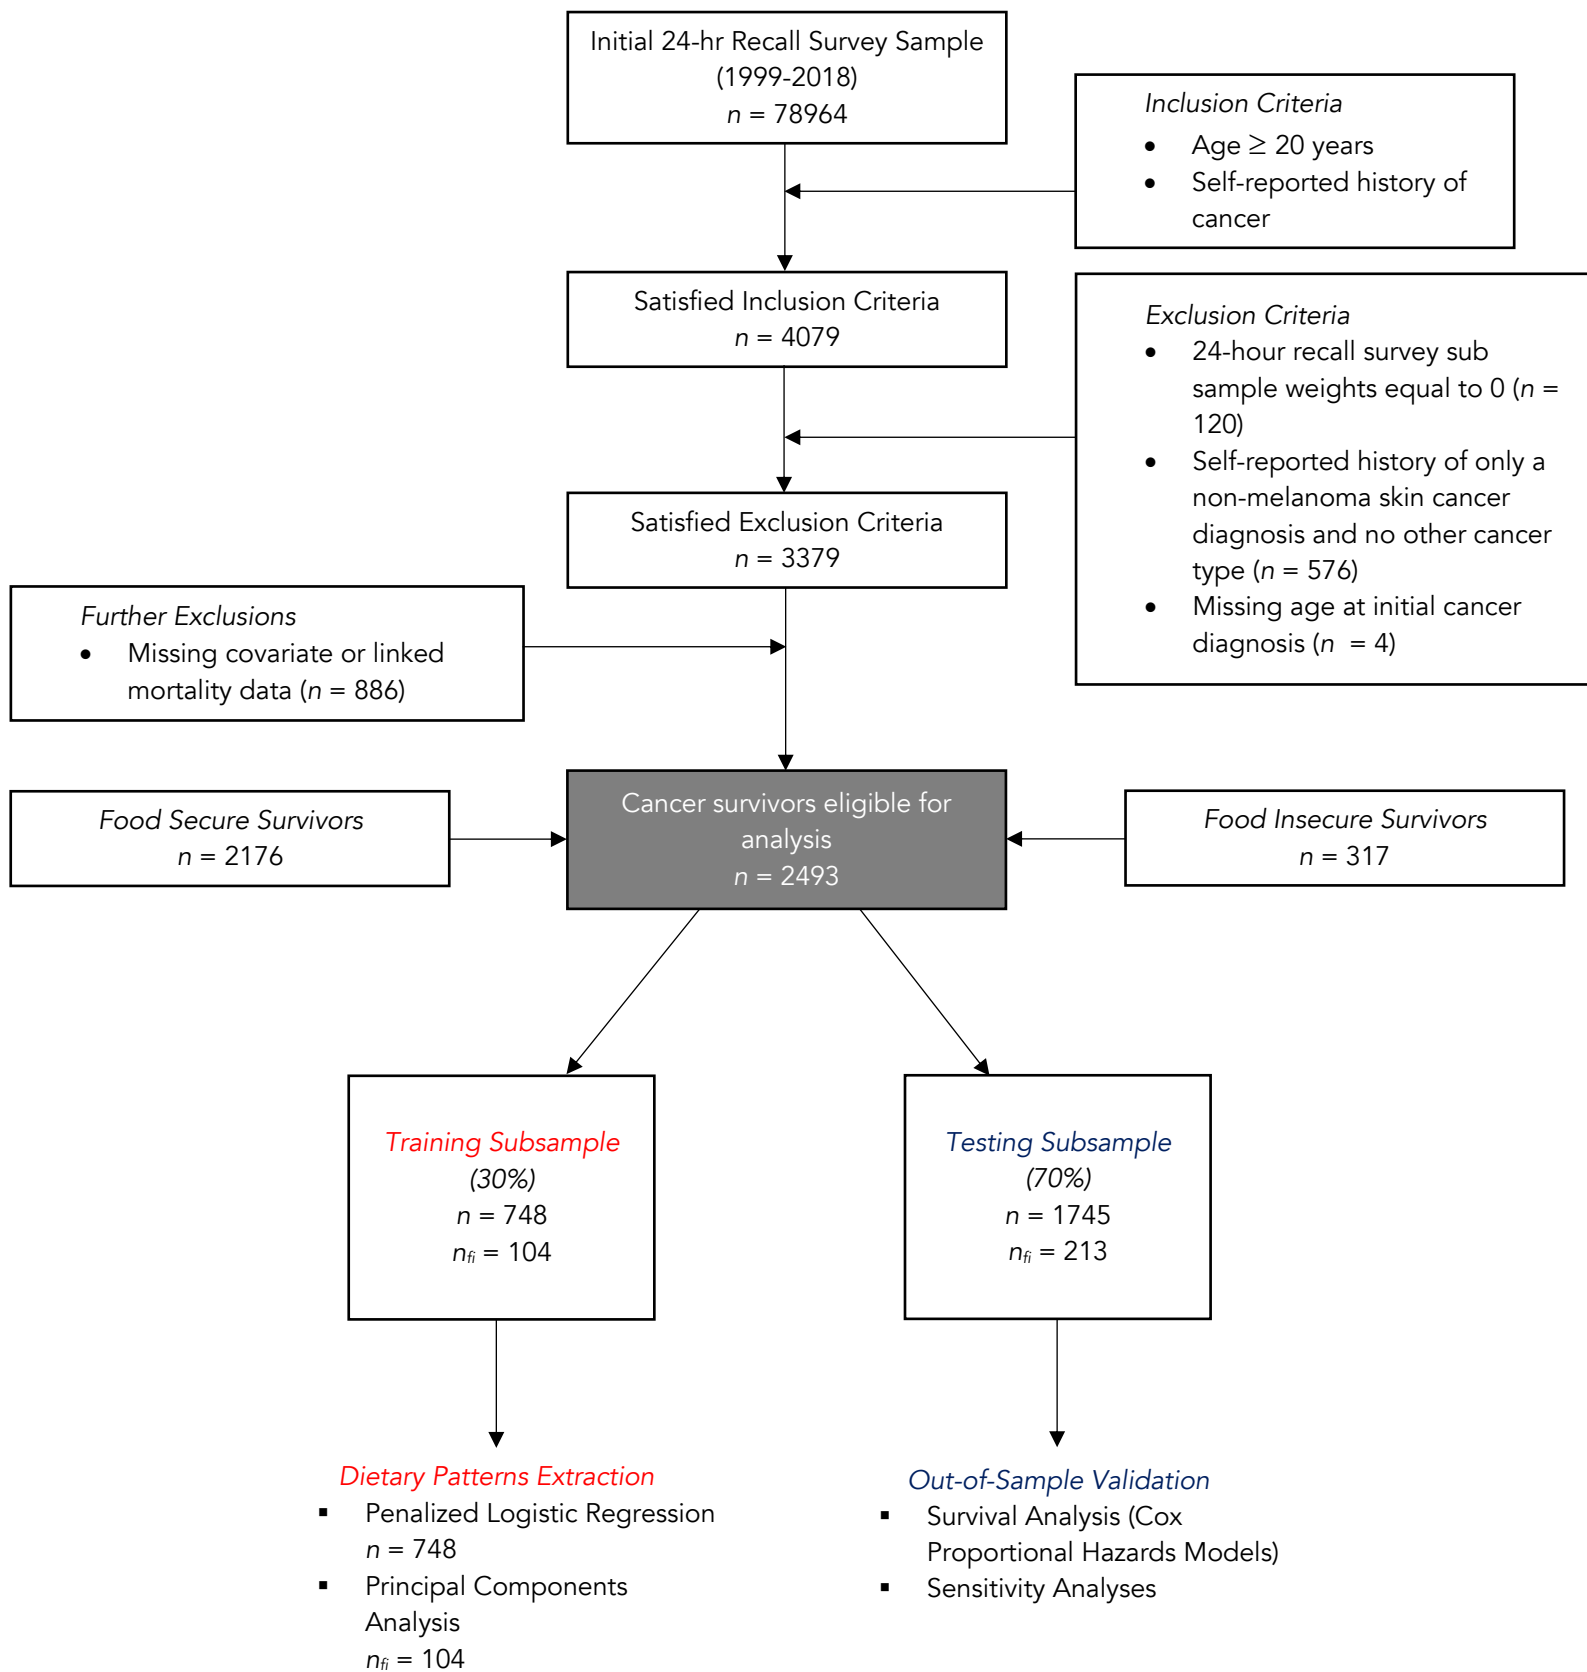 Initial 24-hr Recall Survey Sample
(1999-2018)
n = 78964
Inclusion Criteria
• Age ≥ 20 years
• Self-reported history of
cancer
Satisfied Inclusion Criteria
n = 4079
Exclusion Criteria
• 24-hour recall survey sub
sample weights equal to 0 (n =
120)
• Self-reported history of only a
non-melanoma skin cancer
diagnosis and no other cancer
type (n = 576)
• Missing age at initial cancer
diagnosis (n = 4)
Satisfied Exclusion Criteria
n = 3379
Further Exclusions
• Missing covariate or linked
mortality data (n = 886)
Food Secure Survivors
n = 2176
Cancer survivors eligible for
analysis
n = 2493
Food Insecure Survivors
n = 317
Training Subsample
(30%)
n = 748
nfi = 104
Testing Subsample
(70%)
n = 1745
nfi = 213
Dietary Patterns Extraction
▪ Penalized Logistic Regression
n = 748
▪ Principal Components
Analysis
nfi = 104
Out-of-Sample Validation
▪ Survival Analysis (Cox
Proportional Hazards Models)
▪ Sensitivity Analyses